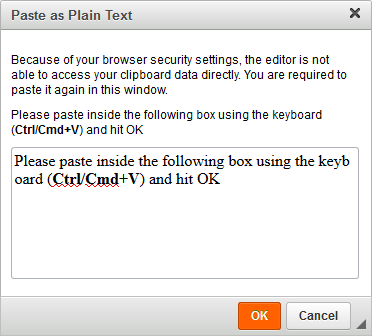 Paste as Plain Text
Because of your browser security settings, the editor is not
able to access your clipboard data directly. You are required to
paste it again in this window.
Please paste inside the following box using the keyboard
(Ctrl/Cmd+V) and hit OK
Please paste inside the following box using the keyb
oard (Ctrl/Cmd+V) and hit OK
OK
Cancel